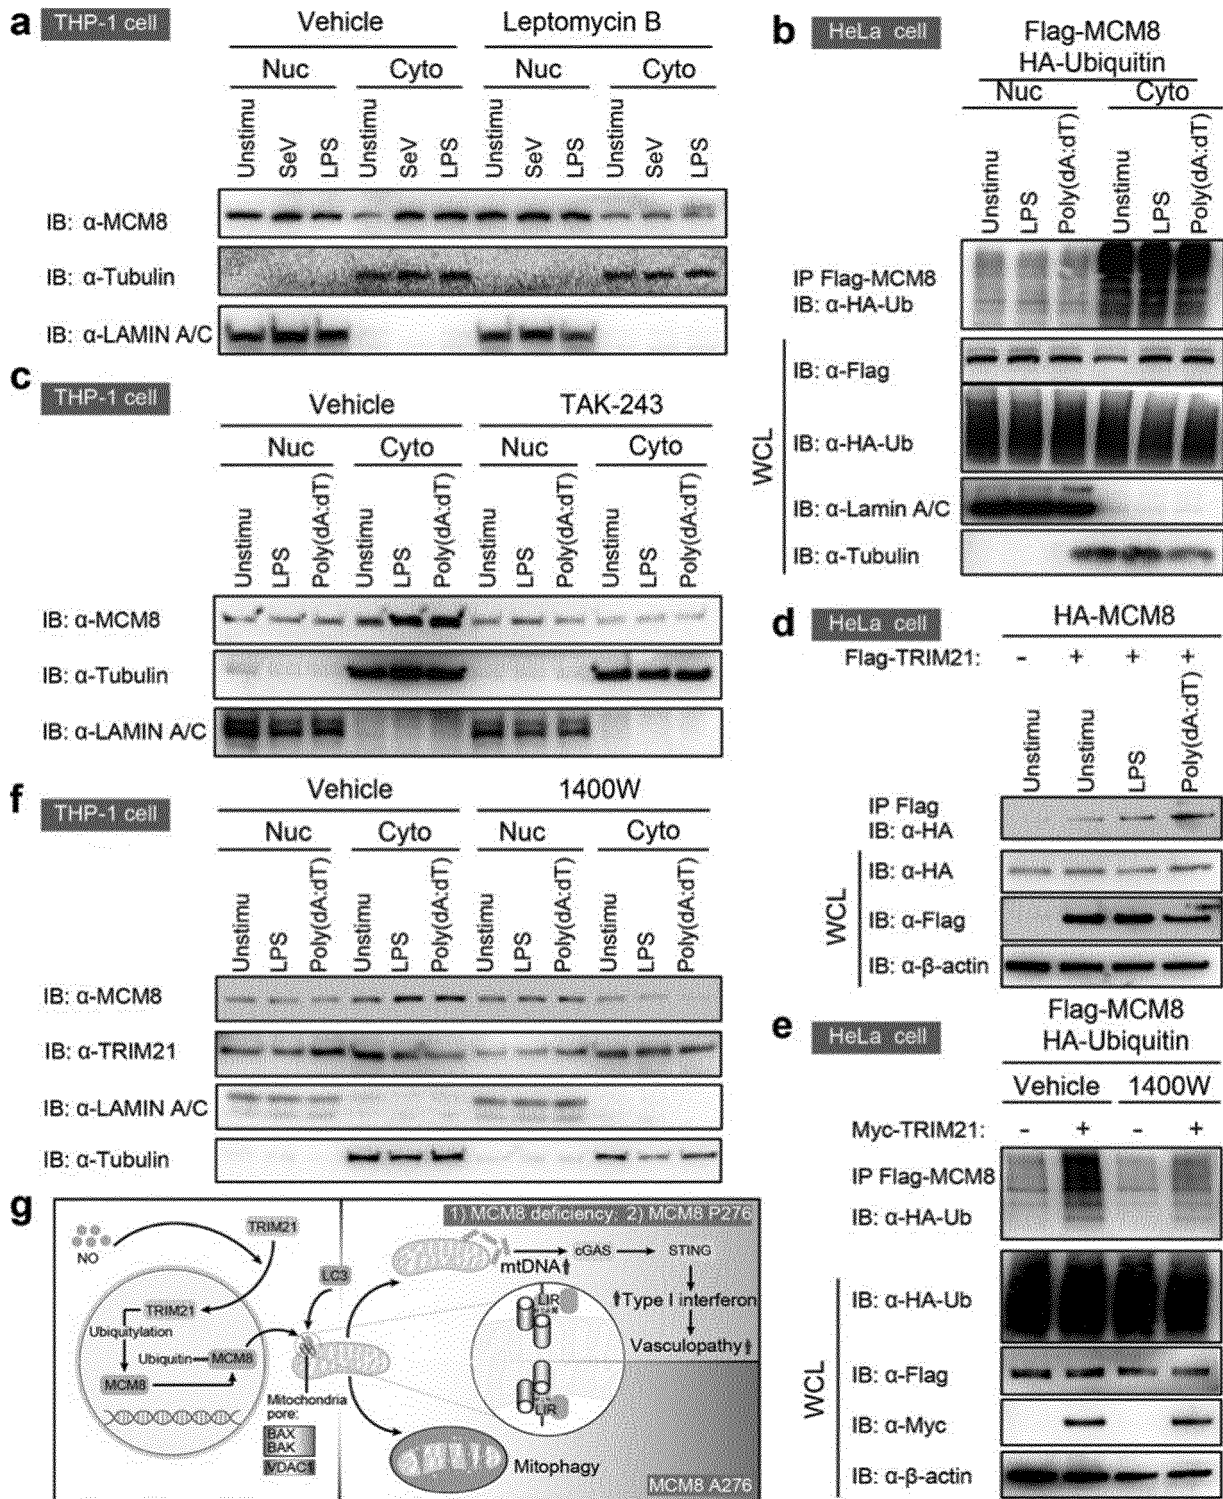 a THP-1 cell
Vehicle Leptomycin B
Nuc Cyto Nuc Cyto
Unstimu SeV LPS Unstimu SeV LPS Unstimu SeV LPS Unstimu SeV LPS
IB: α-MCM8
IB: α-Tubulin
IB: α-LAMIN A/C
b HeLa cell
Flag-MCM8
HA-Ubiquitin
Nuc Cyto
Unstimu LPS Poly(dA:dT) Unstimu LPS Poly(dA:dT)
IP Flag-MCM8
IB: α-HA-Ub
WCL
IB: α-Flag
IB: α-HA-Ub
IB: α-Lamin A/C
IB: α-Tubulin
c THP-1 cell
Vehicle TAK-243
Nuc Cyto Nuc Cyto
Unstimu LPS Poly(dA:dT) Unstimu LPS Poly(dA:dT) Unstimu LPS Poly(dA:dT) Unstimu LPS Poly(dA:dT)
IB: α-MCM8
IB: α-Tubulin
IB: α-LAMIN A/C
d HeLa cell
HA-MCM8
Flag-TRIM21: - + + +
Unstimu Unstimu LPS Poly(dA:dT)
IP Flag
IB: α-HA
WCL
IB: α-HA
IB: α-Flag
IB: α-β-actin
e HeLa cell
Flag-MCM8
HA-Ubiquitin
Vehicle 1400W
Myc-TRIM21: - + - +
IP Flag-MCM8
IB: α-HA-Ub
WCL
IB: α-HA-Ub
IB: α-Flag
IB: α-Myc
IB: α-β-actin
f THP-1 cell
Vehicle 1400W
Nuc Cyto Nuc Cyto
Unstimu LPS Poly(dA:dT) Unstimu LPS Poly(dA:dT) Unstimu LPS Poly(dA:dT) Unstimu LPS Poly(dA:dT)
IB: α-MCM8
IB: α-TRIM21
IB: α-LAMIN A/C
IB: α-Tubulin
g
NO
TRIM21
TRIM21
Ubiquitylation
Ubiquitin MCM8
MCM8
LC3
Mitochondria
pore:
BAX
BAK
VDAC1
1) MCM8 deficiency; 2) MCM8 P276
mtDNA
cGAS
STING
Type I interferon
Vasculopathy
LIR
LIR
Mitophagy
MCM8 A276